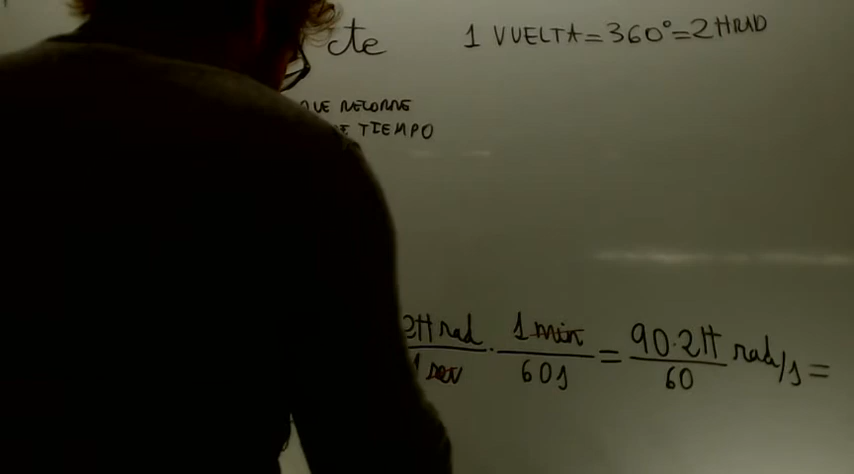 cte
1 VUELTA = 360° = 2π RAD
QUE RECORRE
TIEMPO
2π rad / 1 rev · 1 min / 60 s = 90·2π / 60 rad/s =